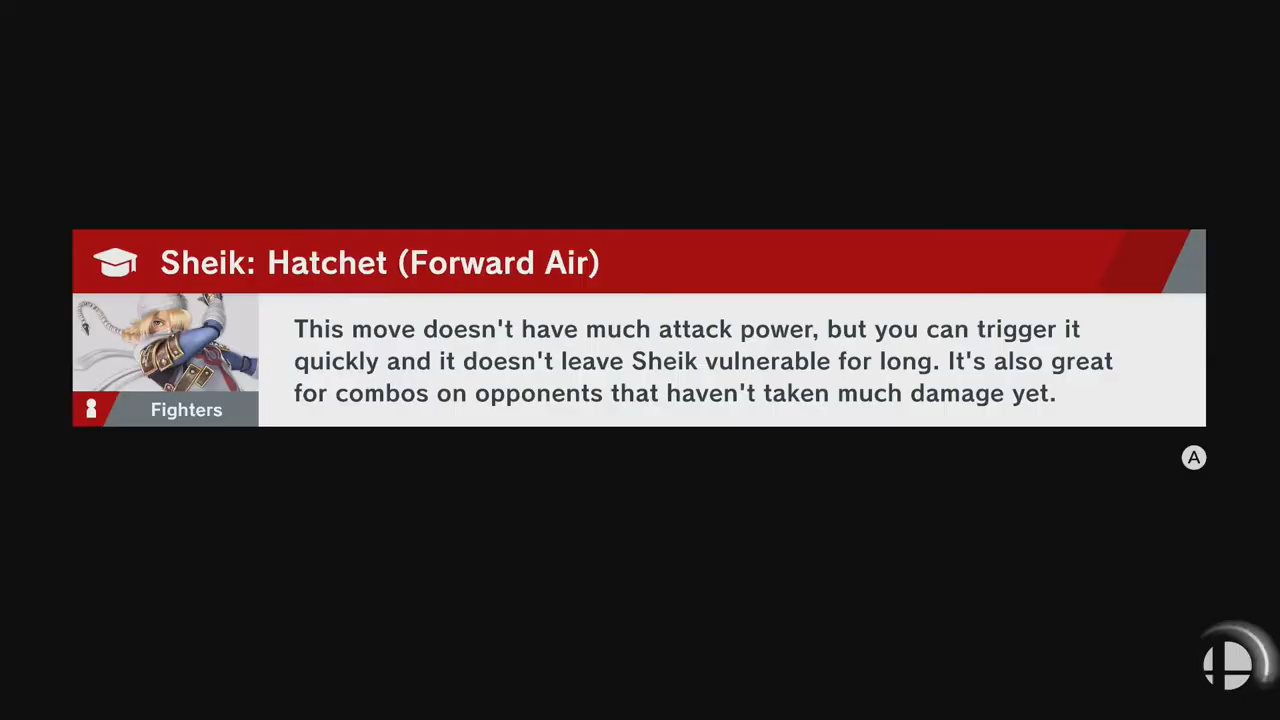 Sheik: Hatchet (Forward Air)
This move doesn't have much attack power, but you can trigger it
quickly and it doesn't leave Sheik vulnerable for long. It's also great
for combos on opponents that haven't taken much damage yet.
Fighters
A